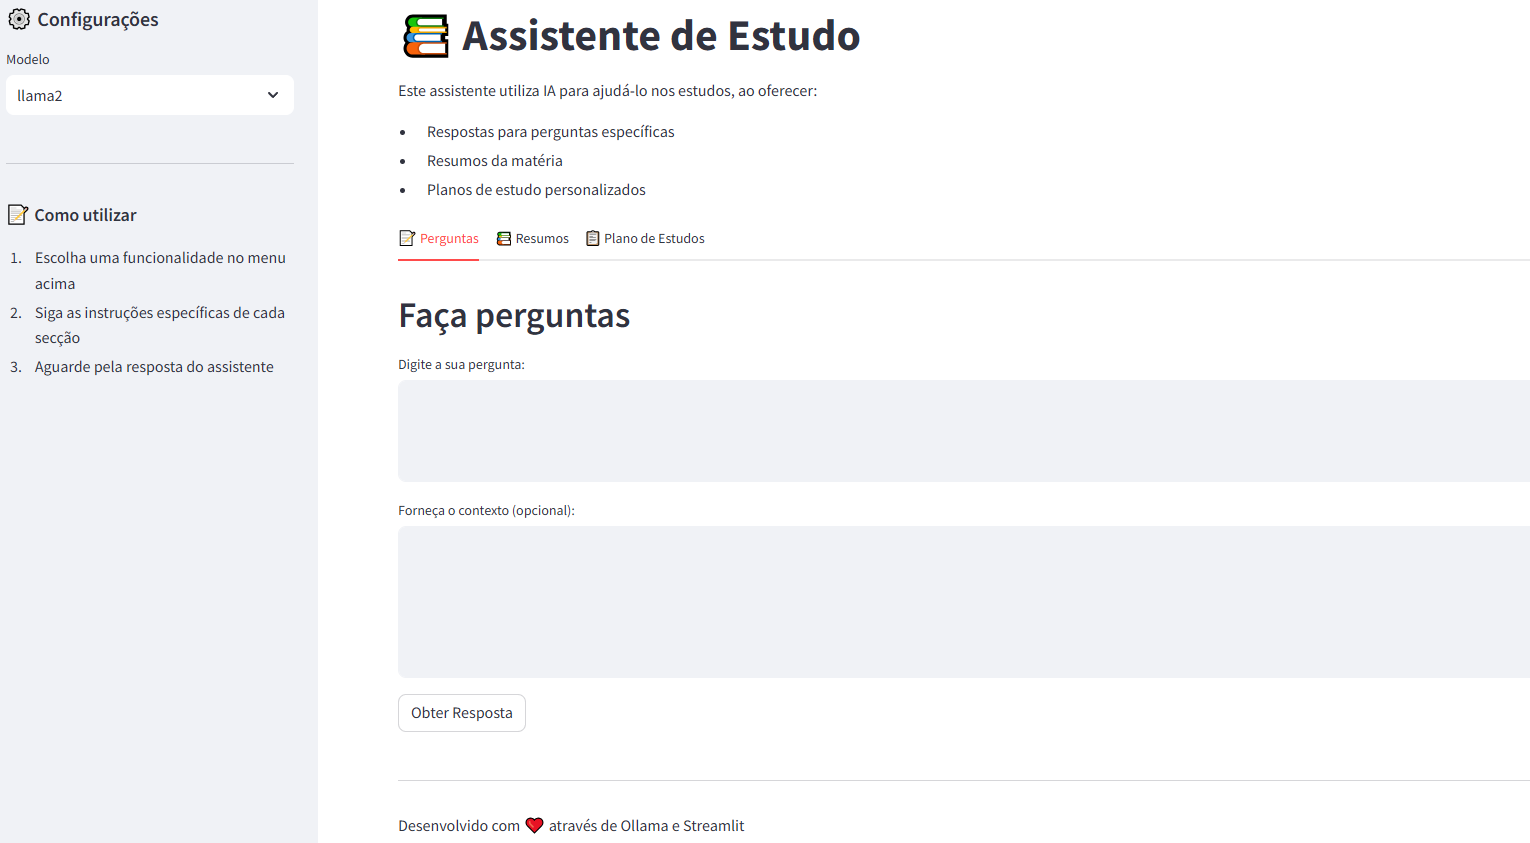 Configurações
Modelo
llama2
Como utilizar
1. Escolha uma funcionalidade no menu
acima
2. Siga as instruções específicas de cada
secção
3. Aguarde pela resposta do assistente
Assistente de Estudo
Este assistente utiliza IA para ajudá-lo nos estudos, ao oferecer:
• Respostas para perguntas específicas
• Resumos da matéria
• Planos de estudo personalizados
Perguntas Resumos Plano de Estudos
Faça perguntas
Digite a sua pergunta:
Forneça o contexto (opcional):
Obter Resposta
Desenvolvido com ❤️ através de Ollama e Streamlit